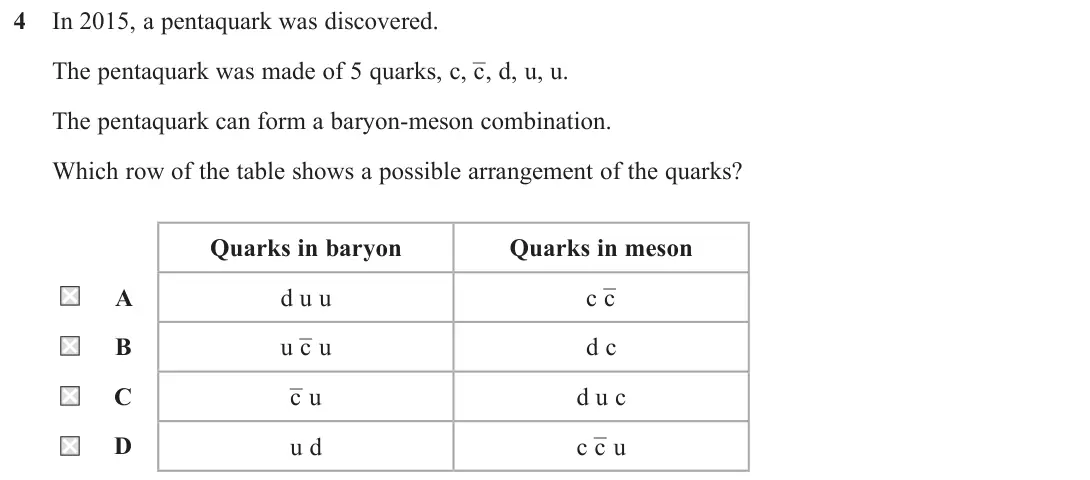 4 In 2015, a pentaquark was discovered.
The pentaquark was made of 5 quarks, c, c̅, d, u, u.
The pentaquark can form a baryon-meson combination.
Which row of the table shows a possible arrangement of the quarks?
Quarks in baryon Quarks in meson
A d u u c c̅
B u c̅ u d c
C c̅ u d u c
D u d c c̅ u